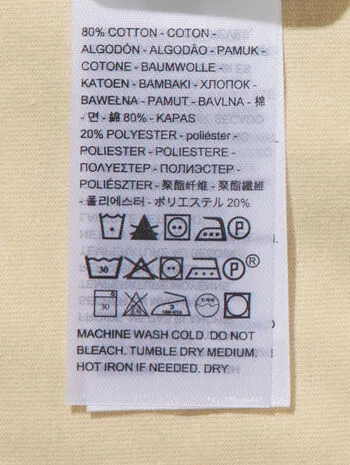 80% COTTON - COTON -
ALGODÓN - ALGODÃO - PAMUK -
COTONE - BAUMWOLLE -
KATOEN - BAMBAKI - ХЛОПОК -
BAWEŁNA - PAMUT - BAVLNA - 棉
- 면 - 綿 80% - KAPAS
20% POLYESTER - poliéster -
POLIESTER - POLIESTERE -
ΠΟΛΥΕΣΤΕΡ - ПОЛИЭСТЕР -
POLIÉSZTER - 聚酯纤维 - 聚酯纖維
- 폴리에스터 - ポリエステル 20%
P
30 P ®
30
MACHINE WASH COLD. DO NOT
BLEACH. TUMBLE DRY MEDIUM.
HOT IRON IF NEEDED. DRY